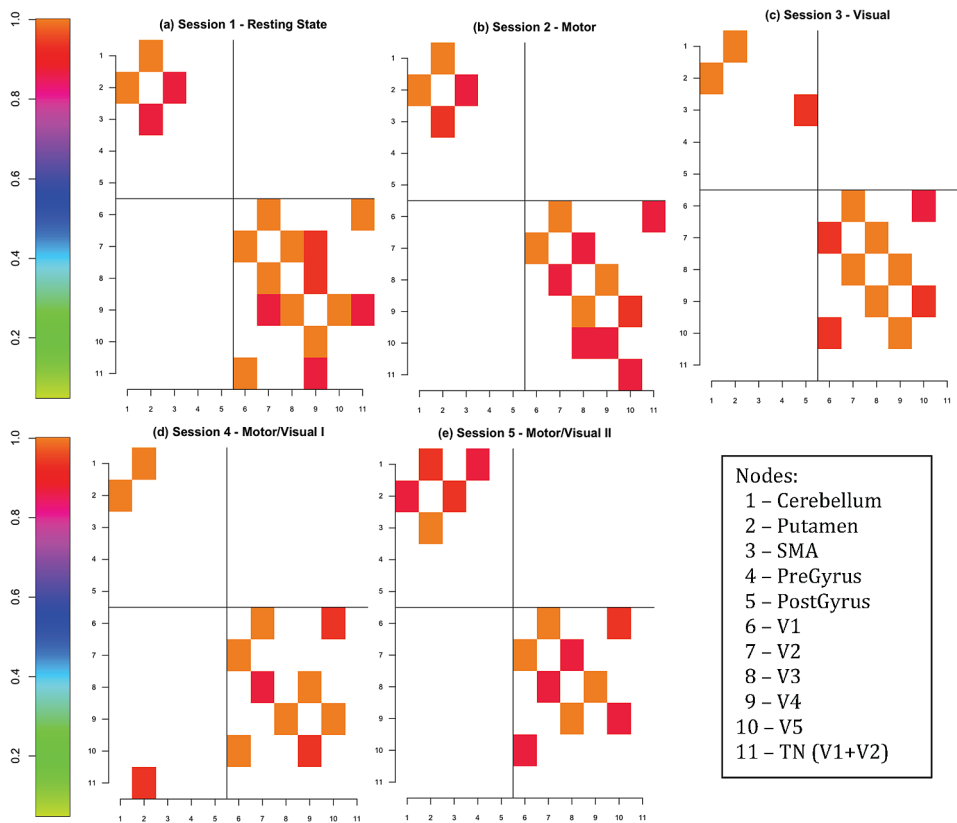 (a) Session 1 - Resting State
(b) Session 2 - Motor
(c) Session 3 - Visual
1.0
0.8
0.6
0.4
0.2
1
2
3
4
5
6
7
8
9
10
11
1 2 3 4 5 6 7 8 9 10 11
1
2
3
4
5
6
7
8
9
10
11
1 2 3 4 5 6 7 8 9 10 11
1
2
3
4
5
6
7
8
9
10
11
1 2 3 4 5 6 7 8 9 10 11
(d) Session 4 - Motor/Visual I
(e) Session 5 - Motor/Visual II
1.0
0.8
0.6
0.4
0.2
1
2
3
4
5
6
7
8
9
10
11
1 2 3 4 5 6 7 8 9 10 11
1
2
3
4
5
6
7
8
9
10
11
1 2 3 4 5 6 7 8 9 10 11
Nodes:
1 – Cerebellum
2 – Putamen
3 – SMA
4 – PreGyrus
5 – PostGyrus
6 – V1
7 – V2
8 – V3
9 – V4
10 – V5
11 – TN (V1+V2)